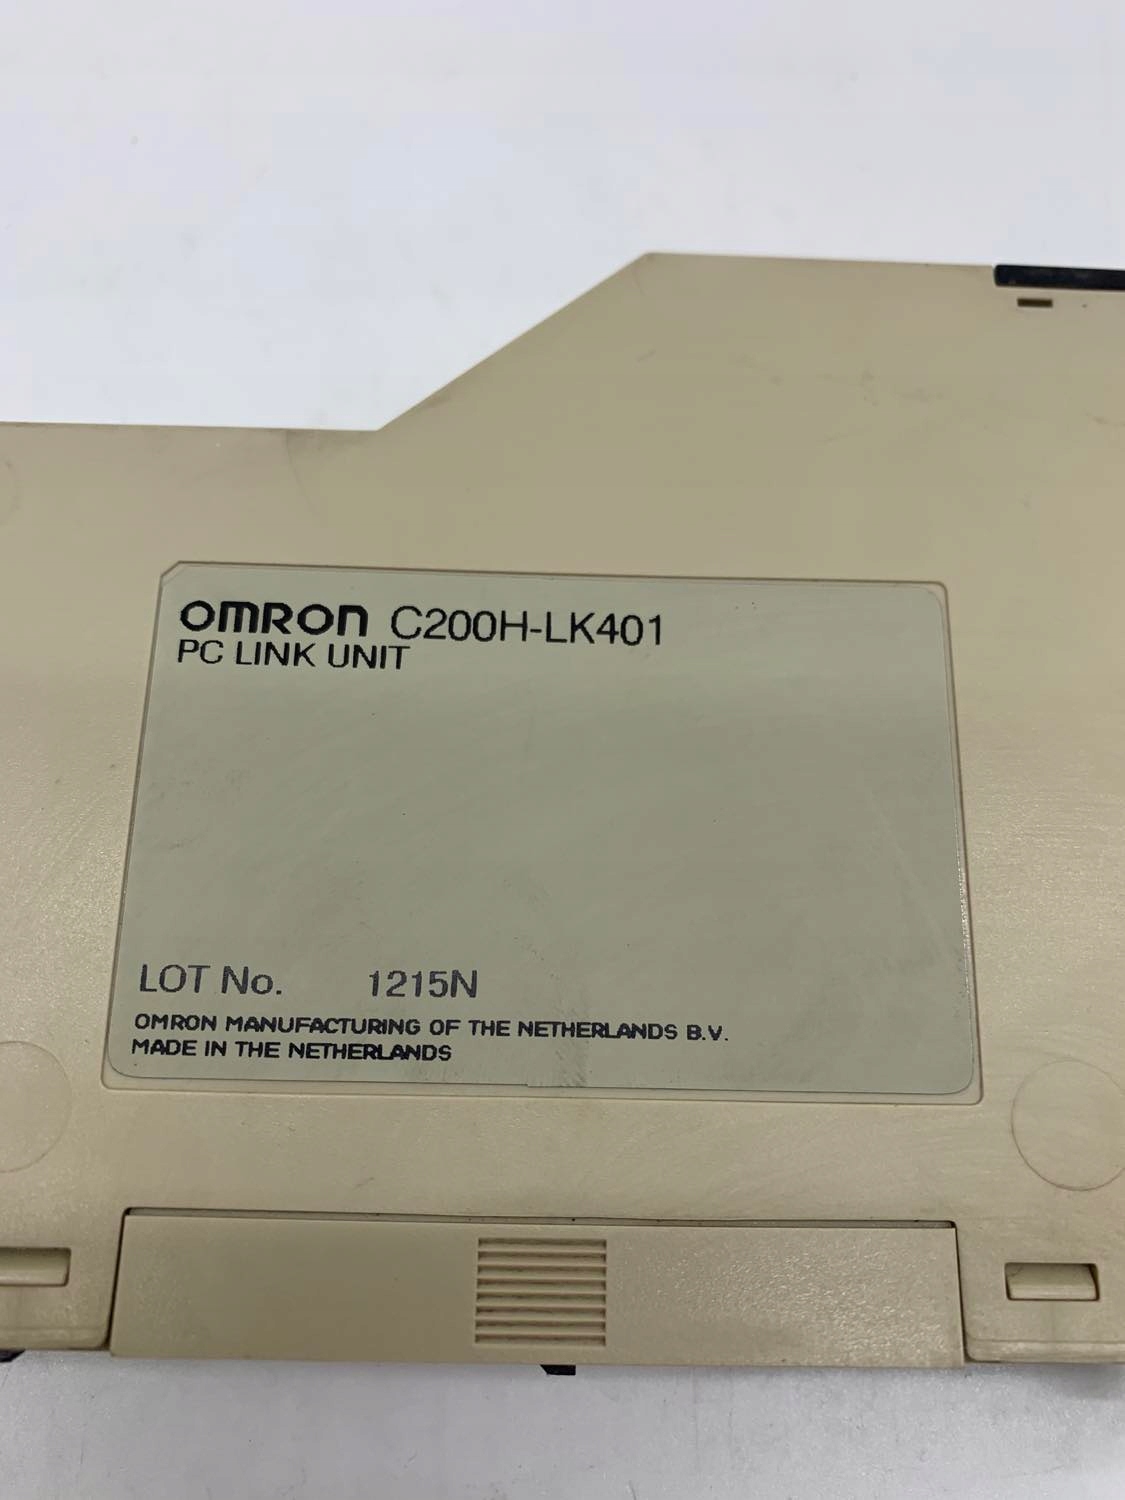 OMRON C200H-LK401
PC LINK UNIT
LOT No. 1215N
OMRON MANUFACTURING OF THE NETHERLANDS B.V.
MADE IN THE NETHERLANDS